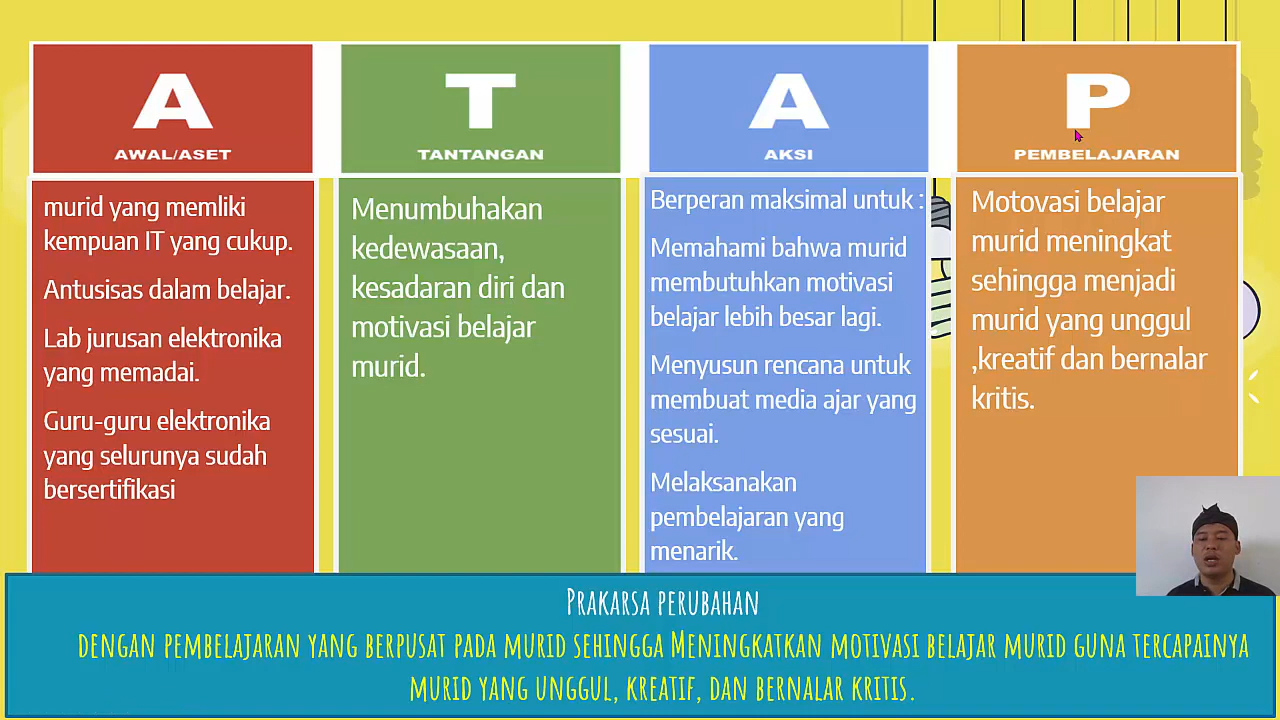 A
AWAL/ASET
murid yang memliki
kempuan IT yang cukup.
Antusisas dalam belajar.
Lab jurusan elektronika
yang memadai.
Guru-guru elektronika
yang selurunya sudah
bersertifikasi
T
TANTANGAN
Menumbuhakan
kedewasaan,
kesadaran diri dan
motivasi belajar
murid.
A
AKSI
Berperan maksimal untuk :
Memahami bahwa murid
membutuhkan motivasi
belajar lebih besar lagi.
Menyusun rencana untuk
membuat media ajar yang
sesuai.
Melaksanakan
pembelajaran yang
menarik.
P
PEMBELAJARAN
Motovasi belajar
murid meningkat
sehingga menjadi
murid yang unggul
,kreatif dan bernalar
kritis.
PRAKARSA PERUBAHAN
DENGAN PEMBELAJARAN YANG BERPUSAT PADA MURID SEHINGGA MENINGKATKAN MOTIVASI BELAJAR MURID GUNA TERCAPAINYA
MURID YANG UNGGUL, KREATIF, DAN BERNALAR KRITIS.